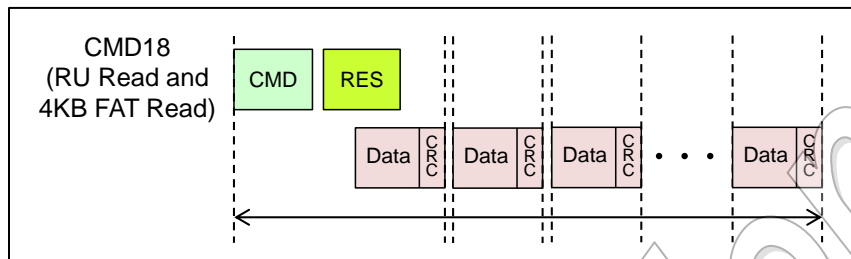 CMD18
(RU Read and
4KB FAT Read)
CMD
RES
Data CRC
Data CRC
Data CRC
• • •
Data CRC